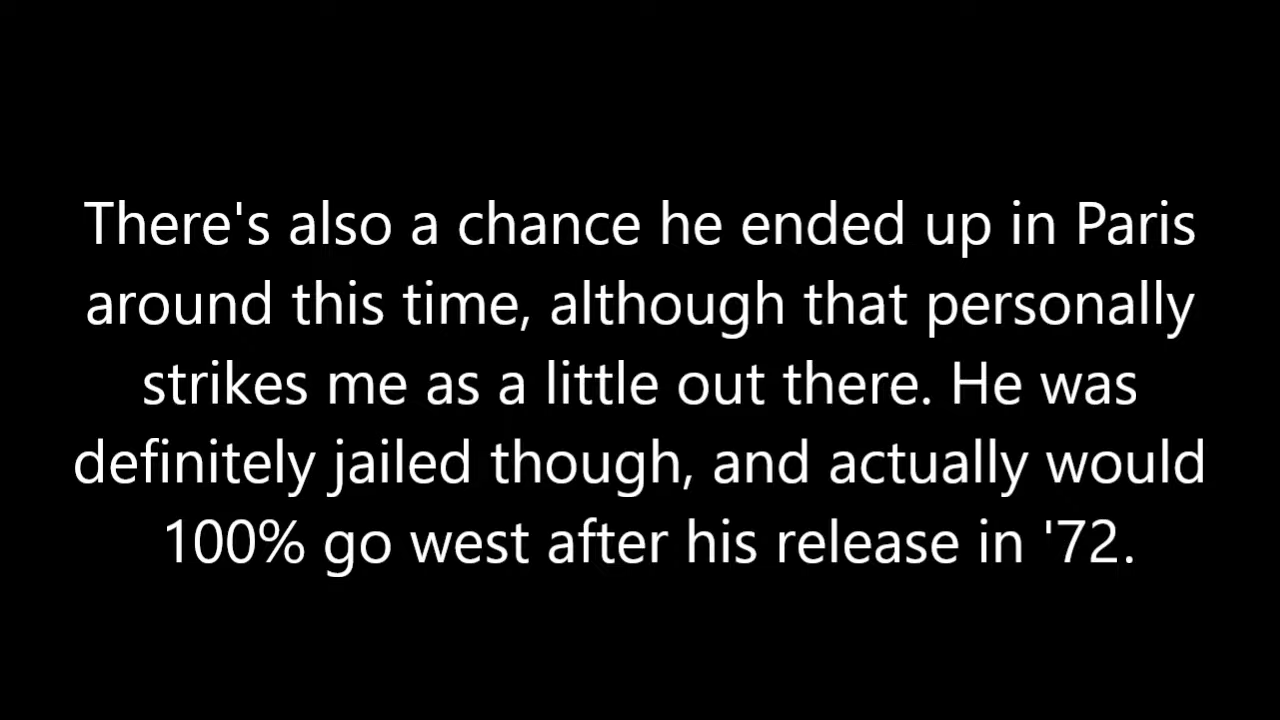 There's also a chance he ended up in Paris
around this time, although that personally
strikes me as a little out there. He was
definitely jailed though, and actually would
100% go west after his release in '72.